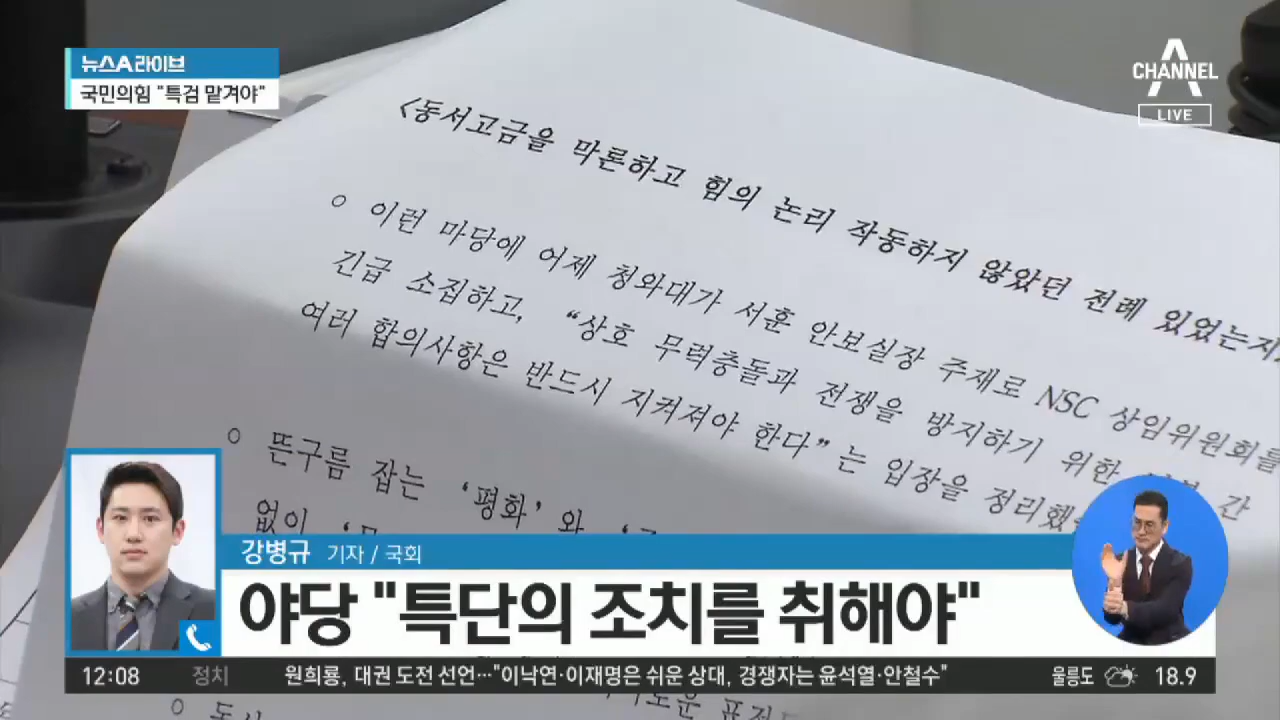 뉴스A 라이브
국민의힘 "특검 맡겨야"
CHANNEL A
LIVE
<동서고금을 막론하고 힘의 논리 작동하지 않았던 전례 있었는지
○ 이런 마당에 어제 청와대가 서훈 안보실장 주재로 NSC 상임위원회를
긴급 소집하고, “상호 무력충돌과 전쟁을 방지하기 위한 간
여러 합의사항은 반드시 지켜져야 한다”는 입장을 정리했
○ 뜬구름 잡는 ‘평화’와
없이
강병규 기자 / 국회
야당 "특단의 조치를 취해야"
12:08 정치 원희룡, 대권 도전 선언…"이낙연·이재명은 쉬운 상대, 경쟁자는 윤석열·안철수" 울릉도 18.9
○